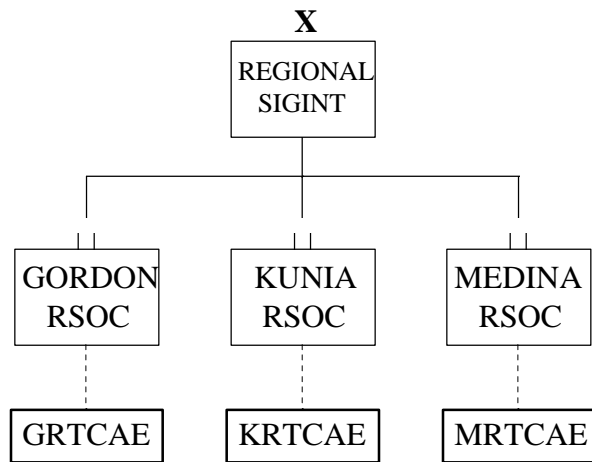 X
REGIONAL
SIGINT
GORDON
RSOC
KUNIA
RSOC
MEDINA
RSOC
GRTCAE
KRTCAE
MRTCAE